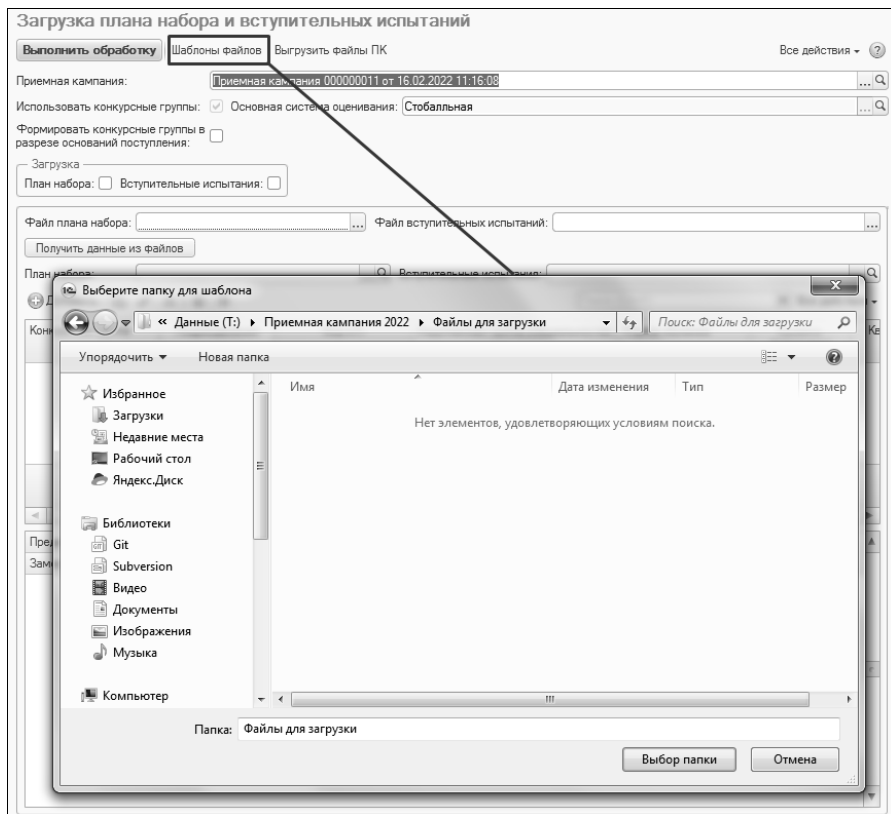 Загрузка плана набора и вступительных испытаний
Выполнить обработку Шаблоны файлов Выгрузить файлы ПК Все действия
Приемная кампания: Приемная кампания 000000011 от 16.02.2022 11:16:08
Использовать конкурсные группы: Основная система оценивания: Стобалльная
Формировать конкурсные группы в
разрезе оснований поступления:
Загрузка
План набора: Вступительные испытания:
Файл плана набора: Файл вступительных испытаний:
Получить данные из файлов
План набора: Вступительные испытания:
Выберите папку для шаблона
« Данные (T:) Приемная кампания 2022 Файлы для загрузки Поиск: Файлы для загрузки
Упорядочить Новая папка
Имя Дата изменения Тип Размер
Нет элементов, удовлетворяющих условиям поиска.
Избранное
Загрузки
Недавние места
Рабочий стол
Яндекс.Диск
Библиотеки
Git
Subversion
Видео
Документы
Изображения
Музыка
Компьютер
Папка: Файлы для загрузки
Выбор папки Отмена